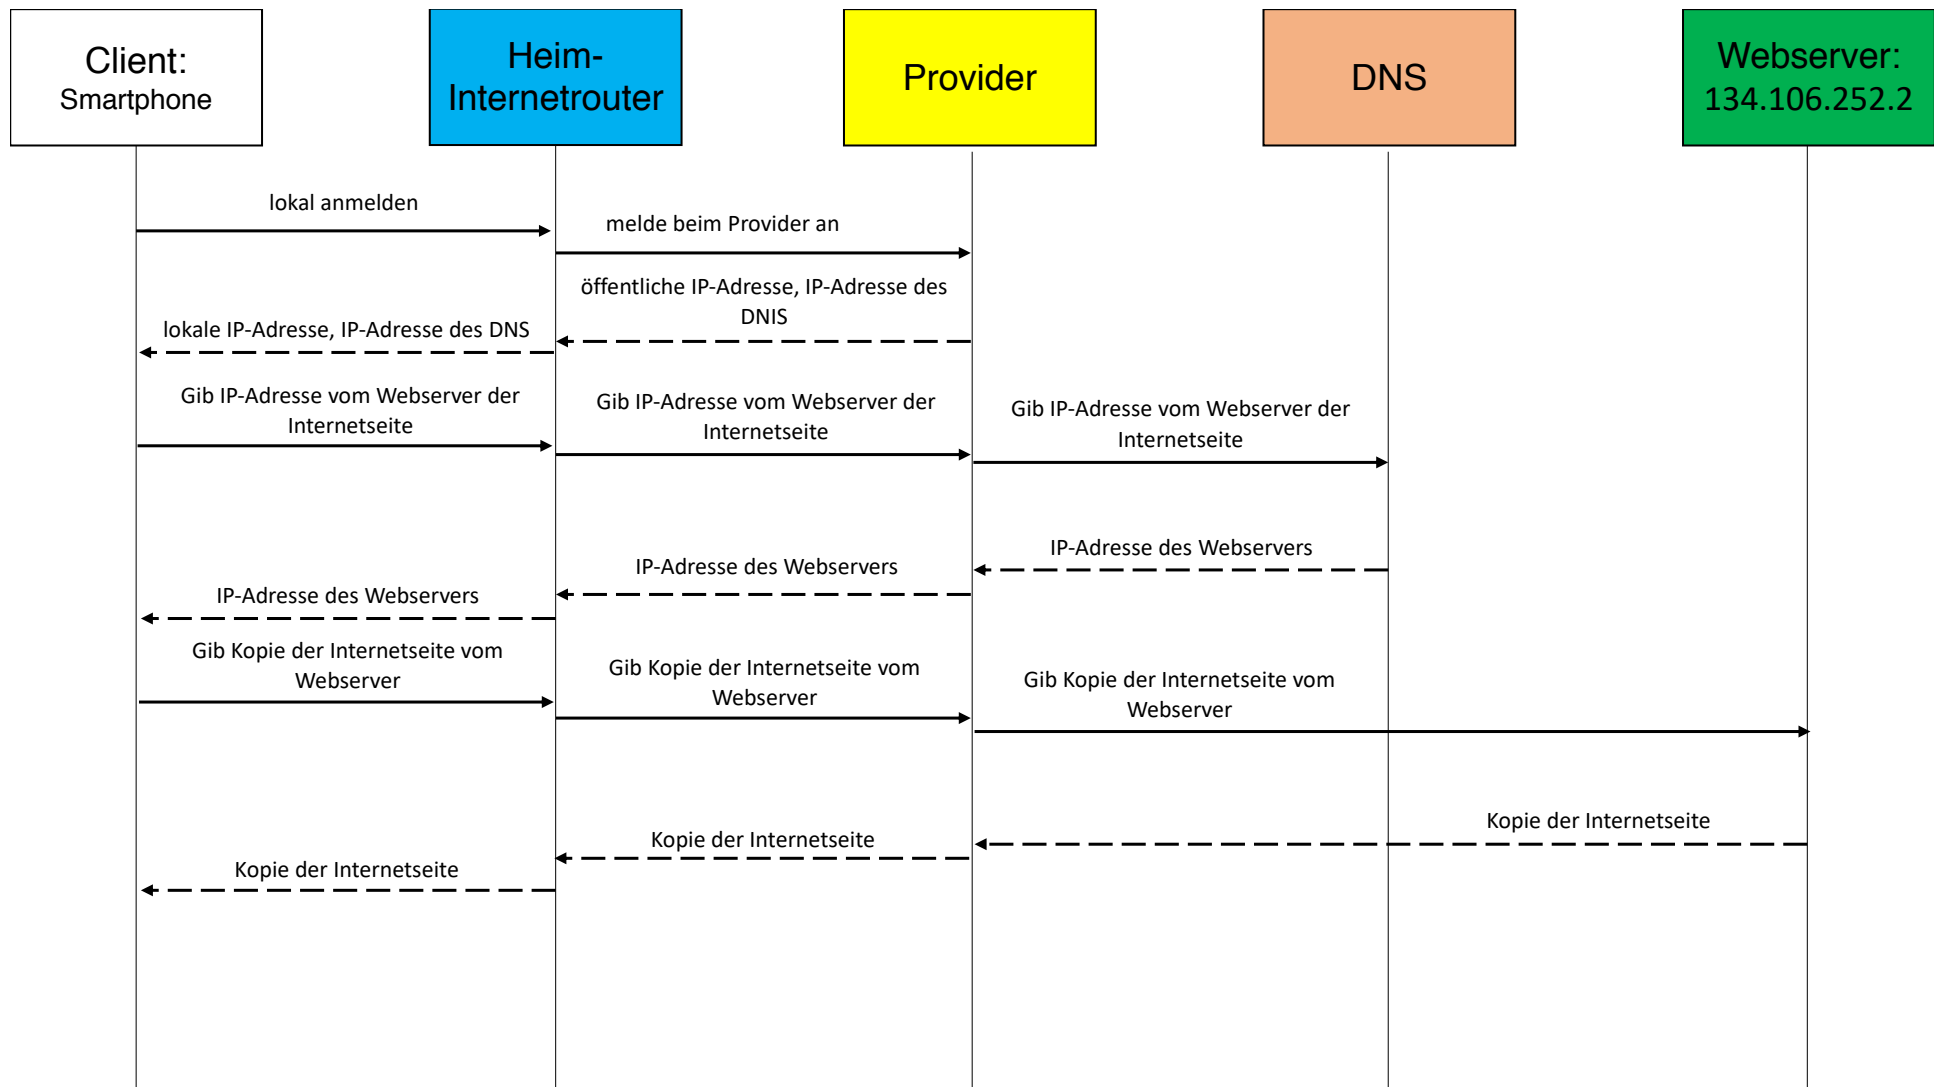 Client:
Smartphone
Heim-
Internetrouter
Provider
DNS
Webserver:
134.106.252.2
lokal anmelden
melde beim Provider an
öffentliche IP-Adresse, IP-Adresse des
DNIS
lokale IP-Adresse, IP-Adresse des DNS
Gib IP-Adresse vom Webserver der
Internetseite
Gib IP-Adresse vom Webserver der
Internetseite
Gib IP-Adresse vom Webserver der
Internetseite
IP-Adresse des Webservers
IP-Adresse des Webservers
IP-Adresse des Webservers
Gib Kopie der Internetseite vom
Webserver
Gib Kopie der Internetseite vom
Webserver
Gib Kopie der Internetseite vom
Webserver
Kopie der Internetseite
Kopie der Internetseite
Kopie der Internetseite